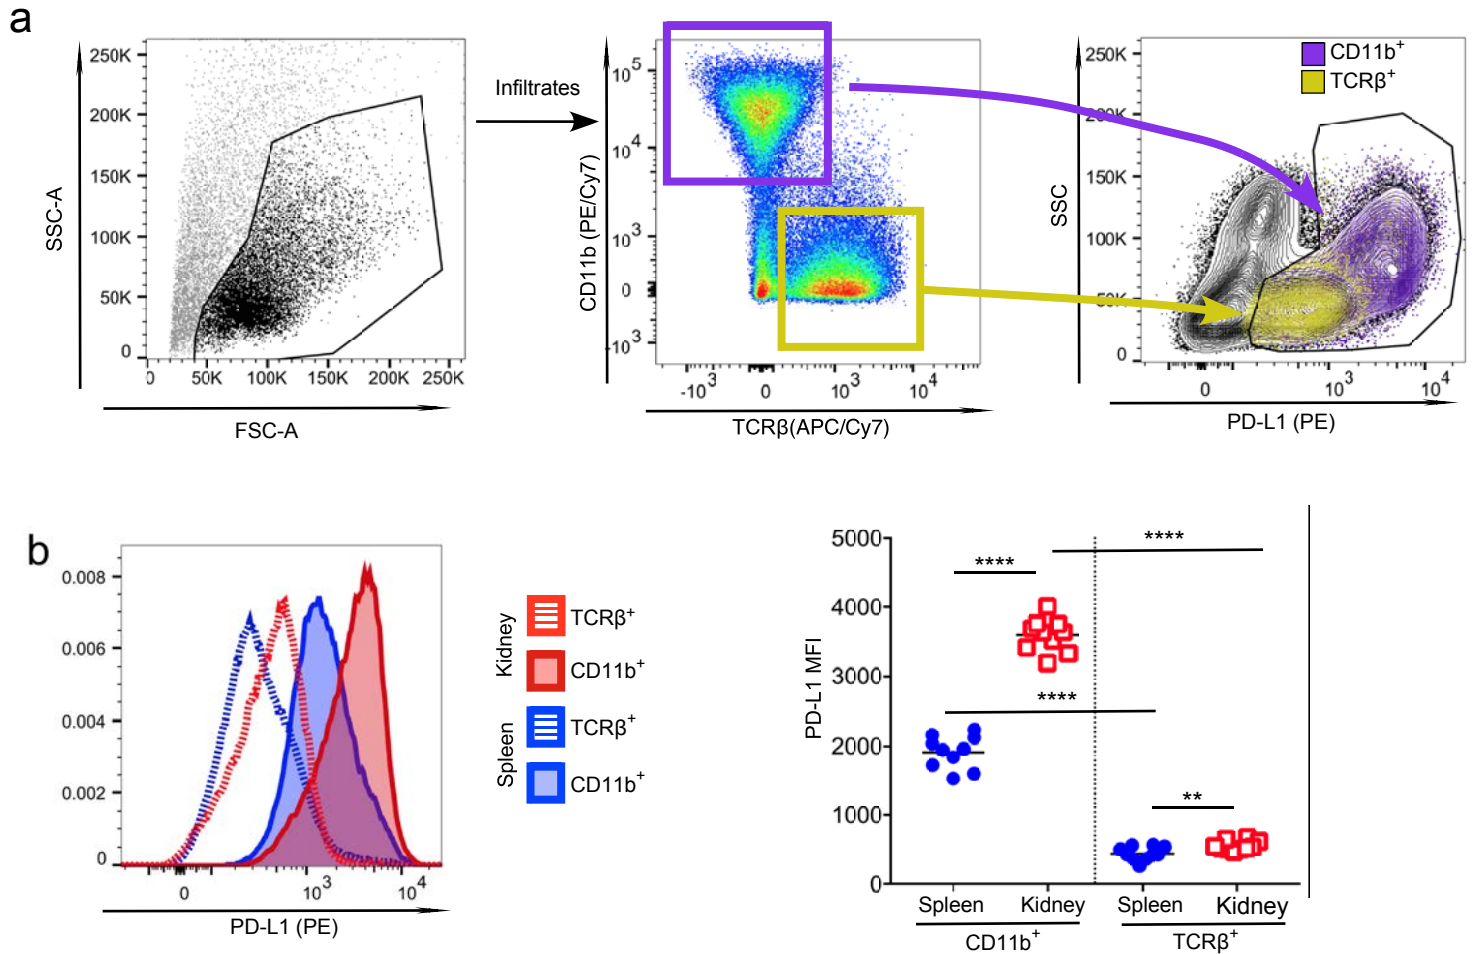 a
250K
200K
150K
100K
50K
0
SSC-A
0 50K 100K 150K 200K 250K
FSC-A
Infiltrates
10^5
10^4
10^3
0
-10^3
CD11b (PE/Cy7)
-10^3 0 10^3 10^4
TCRβ(APC/Cy7)
CD11b+
TCRβ+
250K
200K
150K
100K
50K
0
SSC
0 10^3 10^4
PD-L1 (PE)
b
0.008
0.006
0.004
0.002
0
0 10^3 10^4
PD-L1 (PE)
Kidney
TCRβ+
CD11b+
Spleen
TCRβ+
CD11b+
5000
4000
3000
2000
1000
0
PD-L1 MFI
****
****
****
**
Spleen Kidney Spleen Kidney
CD11b+ TCRβ+